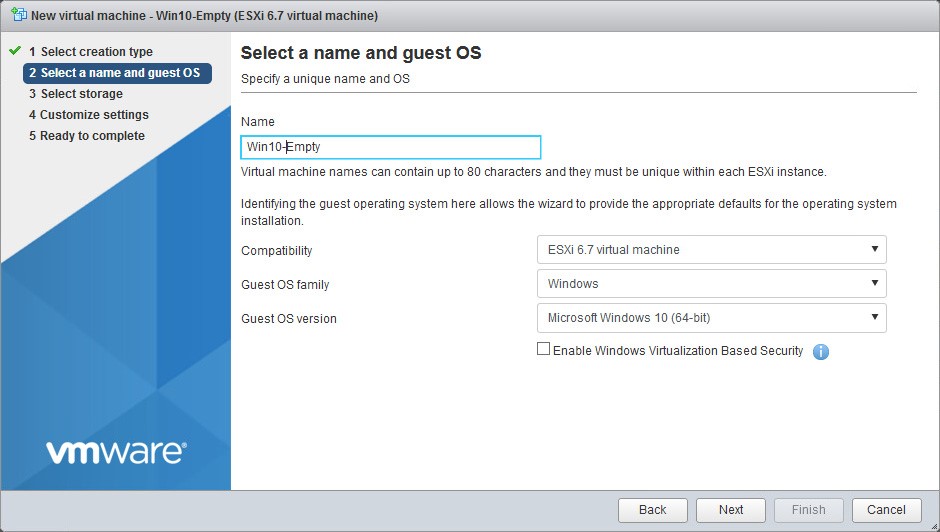 New virtual machine - Win10-Empty (ESXi 6.7 virtual machine)
1 Select creation type
2 Select a name and guest OS
3 Select storage
4 Customize settings
5 Ready to complete
vmware®
Select a name and guest OS
Specify a unique name and OS
Name
Win10-Empty
Virtual machine names can contain up to 80 characters and they must be unique within each ESXi instance.
Identifying the guest operating system here allows the wizard to provide the appropriate defaults for the operating system
installation.
Compatibility
ESXi 6.7 virtual machine
Guest OS family
Windows
Guest OS version
Microsoft Windows 10 (64-bit)
Enable Windows Virtualization Based Security
i
Back
Next
Finish
Cancel